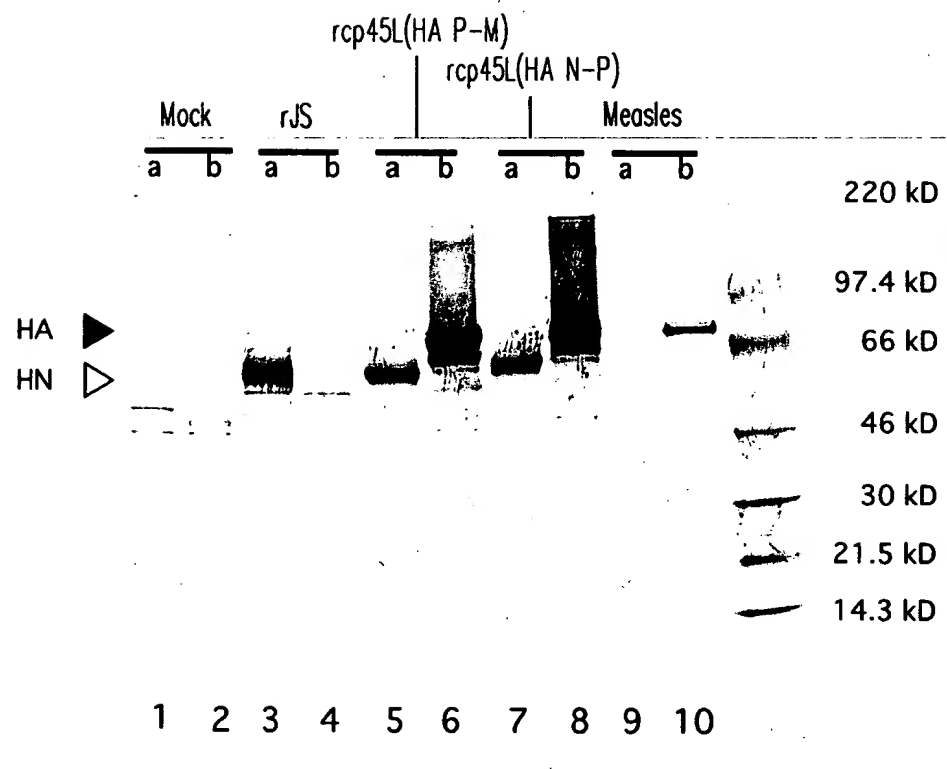 rcp45L(HA P-M)
rcp45L(HA N-P)
Mock rJS Measles
a b a b a b a b a b
220 kD
97.4 kD
HA 66 kD
HN
46 kD
30 kD
21.5 kD
14.3 kD
1 2 3 4 5 6 7 8 9 10